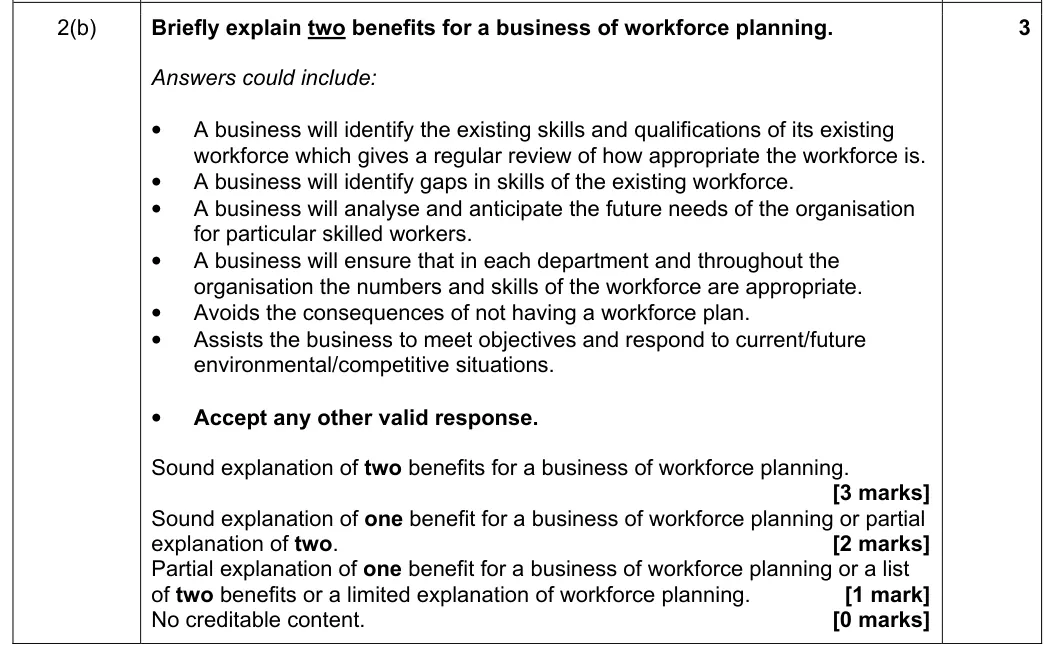 2(b) Briefly explain two benefits for a business of workforce planning. 3
Answers could include:
• A business will identify the existing skills and qualifications of its existing
workforce which gives a regular review of how appropriate the workforce is.
• A business will identify gaps in skills of the existing workforce.
• A business will analyse and anticipate the future needs of the organisation
for particular skilled workers.
• A business will ensure that in each department and throughout the
organisation the numbers and skills of the workforce are appropriate.
• Avoids the consequences of not having a workforce plan.
• Assists the business to meet objectives and respond to current/future
environmental/competitive situations.
• Accept any other valid response.
Sound explanation of two benefits for a business of workforce planning.
[3 marks]
Sound explanation of one benefit for a business of workforce planning or partial
explanation of two. [2 marks]
Partial explanation of one benefit for a business of workforce planning or a list
of two benefits or a limited explanation of workforce planning. [1 mark]
No creditable content. [0 marks]